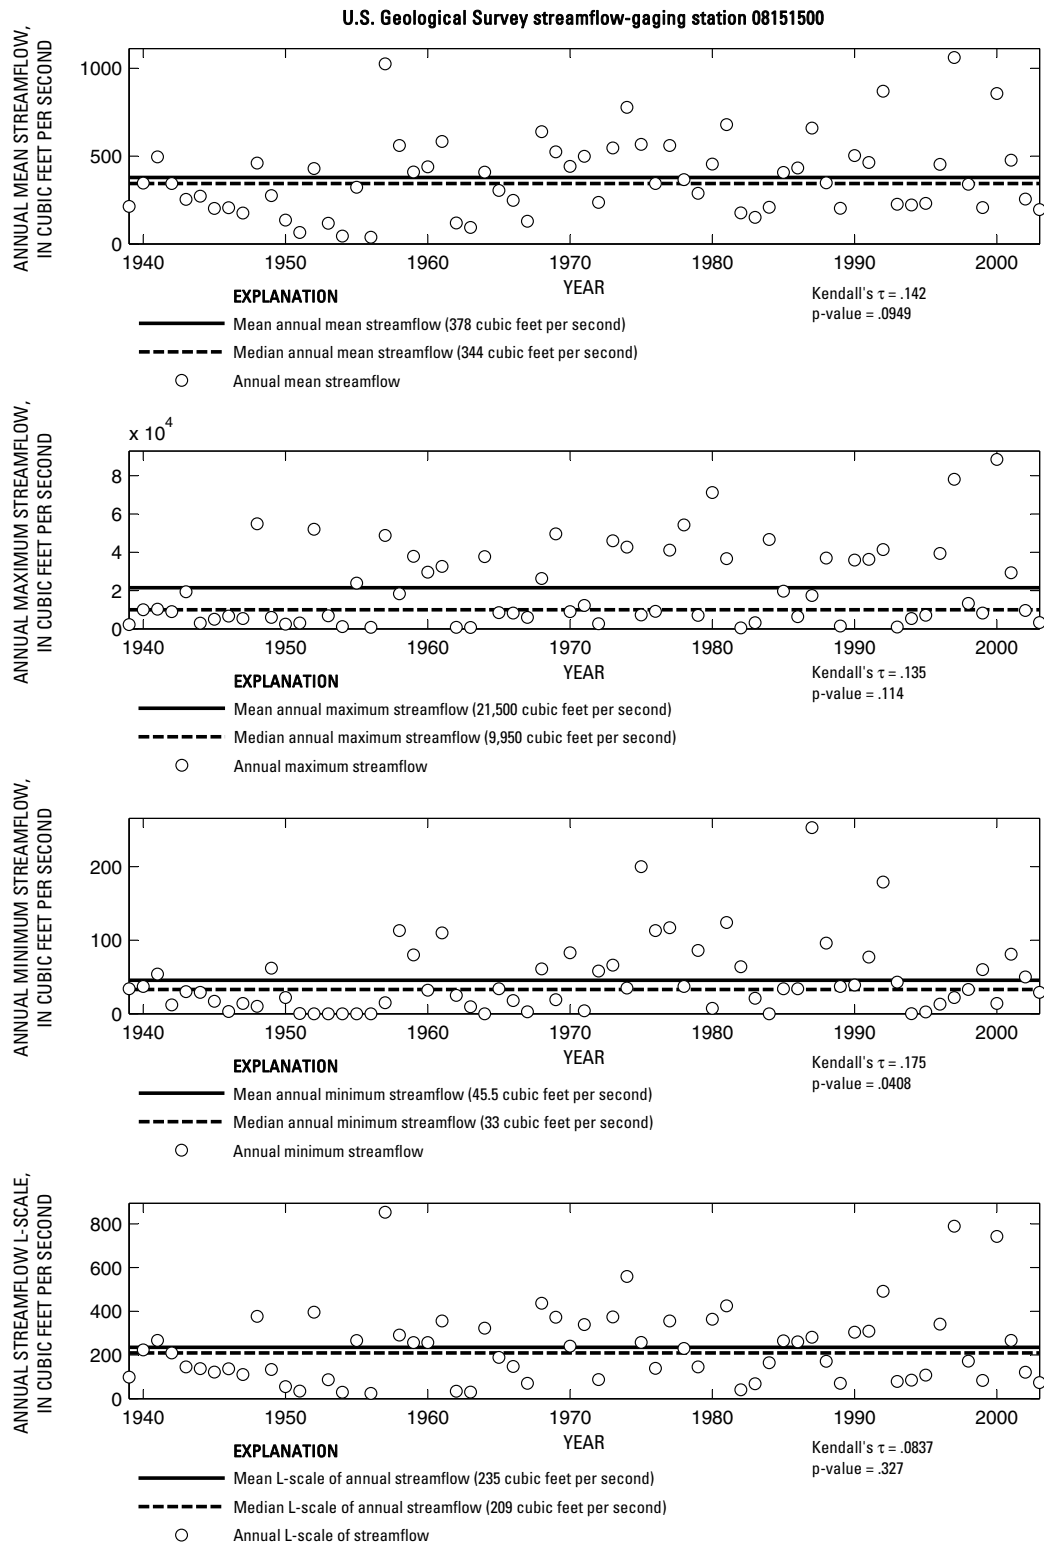 U.S. Geological Survey streamflow-gaging station 08151500
ANNUAL MEAN STREAMFLOW,
IN CUBIC FEET PER SECOND
1000
500
0
1940 1950 1960 1970 1980 1990 2000
YEAR
Kendall's τ = .142
p-value = .0949
EXPLANATION
Mean annual mean streamflow (378 cubic feet per second)
Median annual mean streamflow (344 cubic feet per second)
Annual mean streamflow
ANNUAL MAXIMUM STREAMFLOW,
IN CUBIC FEET PER SECOND
x 10⁴
8
6
4
2
0
1940 1950 1960 1970 1980 1990 2000
YEAR
Kendall's τ = .135
p-value = .114
EXPLANATION
Mean annual maximum streamflow (21,500 cubic feet per second)
Median annual maximum streamflow (9,950 cubic feet per second)
Annual maximum streamflow
ANNUAL MINIMUM STREAMFLOW,
IN CUBIC FEET PER SECOND
200
100
0
1940 1950 1960 1970 1980 1990 2000
YEAR
Kendall's τ = .175
p-value = .0408
EXPLANATION
Mean annual minimum streamflow (45.5 cubic feet per second)
Median annual minimum streamflow (33 cubic feet per second)
Annual minimum streamflow
ANNUAL STREAMFLOW L-SCALE,
IN CUBIC FEET PER SECOND
800
600
400
200
0
1940 1950 1960 1970 1980 1990 2000
YEAR
Kendall's τ = .0837
p-value = .327
EXPLANATION
Mean L-scale of annual streamflow (235 cubic feet per second)
Median L-scale of annual streamflow (209 cubic feet per second)
Annual L-scale of streamflow